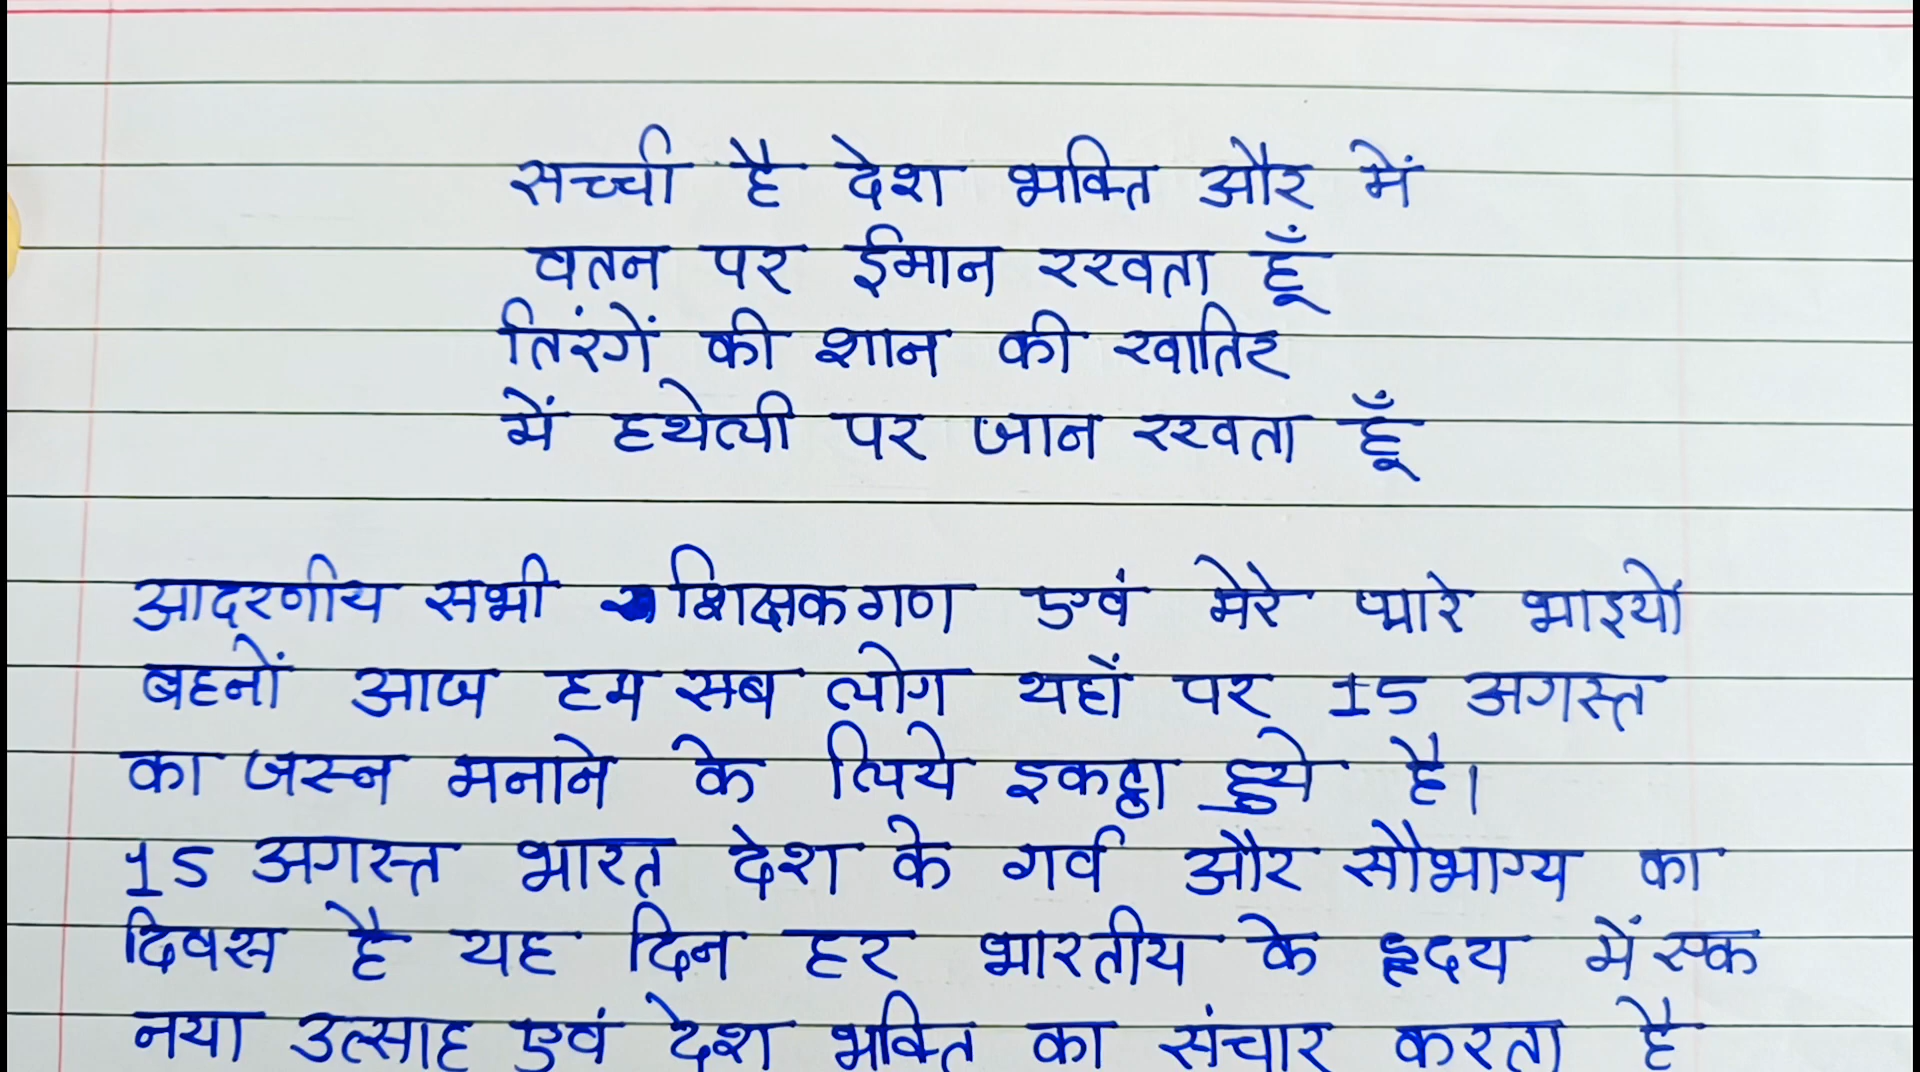 सच्ची है देश भक्ति और में
वतन पर ईमान रखता हूँ
तिरंगें की शान की खातिर
में हथेली पर जान रखता हूँ
आदरणीय सभी शिक्षकगण एवं मेरे प्यारे भाइयों
बहनों आज हम सब लोग यहाँ पर 15 अगस्त
का जस्न मनाने के लिये इकट्ठा हुये है।
15 अगस्त भारत देश के गर्व और सौभाग्य का
दिवस है यह दिन हर भारतीय के हृदय में एक
नया उत्साह एवं देश भक्ति का संचार करता है